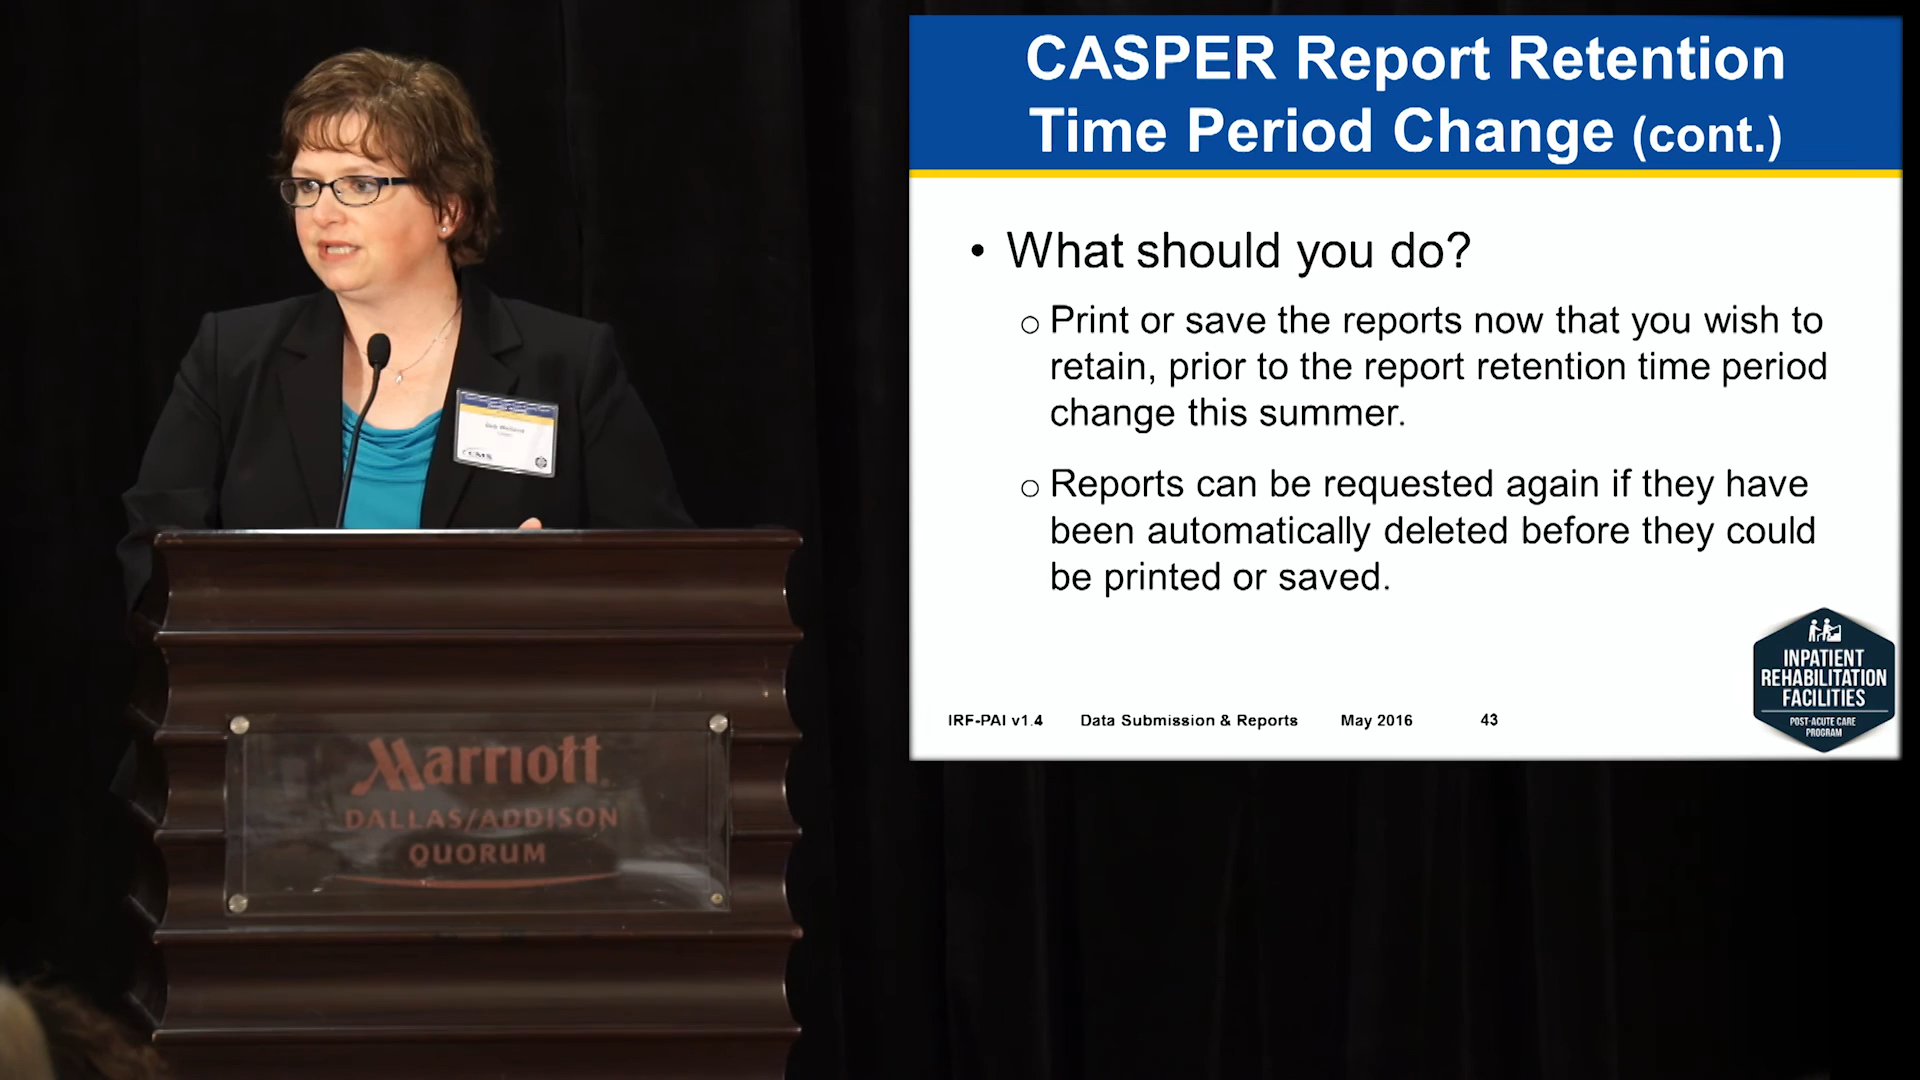 CASPER Report Retention
Time Period Change (cont.)
• What should you do?
o Print or save the reports now that you wish to
retain, prior to the report retention time period
change this summer.
o Reports can be requested again if they have
been automatically deleted before they could
be printed or saved.
IRF-PAI v1.4 Data Submission & Reports May 2016 43
INPATIENT
REHABILITATION
FACILITIES
POST-ACUTE CARE
PROGRAM
Marriott
DALLAS/ADDISON
QUORUM